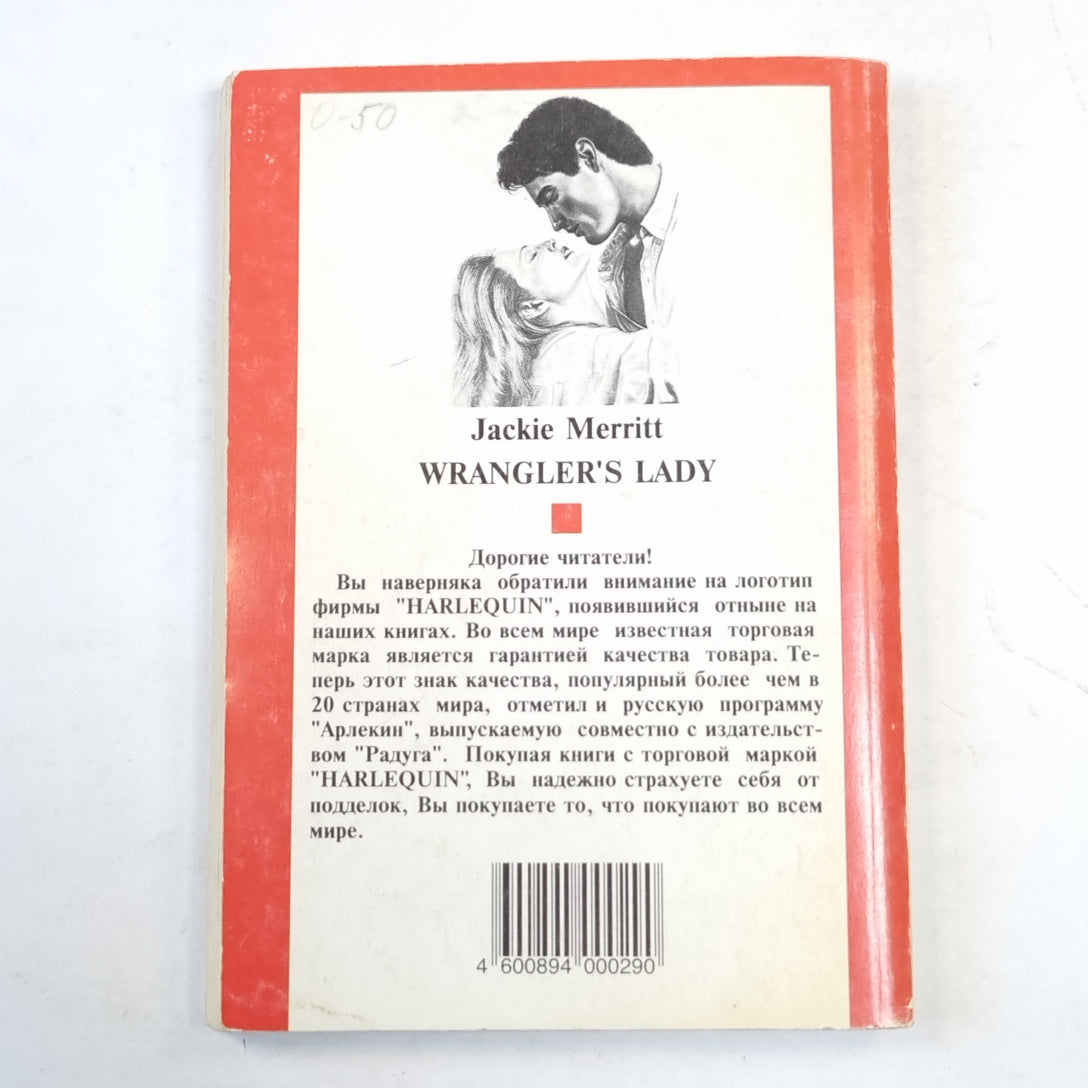 0-50
Jackie Merritt
WRANGLER'S LADY
Дорогие читатели!
Вы наверняка обратили внимание на логотип
фирмы "HARLEQUIN", появившийся отныне на
наших книгах. Во всем мире известная торговая
марка является гарантией качества товара. Те-
перь этот знак качества, популярный более чем в
20 странах мира, отметил и русскую программу
"Арлекин", выпускаемую совместно с издательст-
вом "Радуга". Покупая книги с торговой маркой
"HARLEQUIN", Вы надежно страхуете себя от
подделок, Вы покупаете то, что покупают во всем
мире.
4 600894 000290